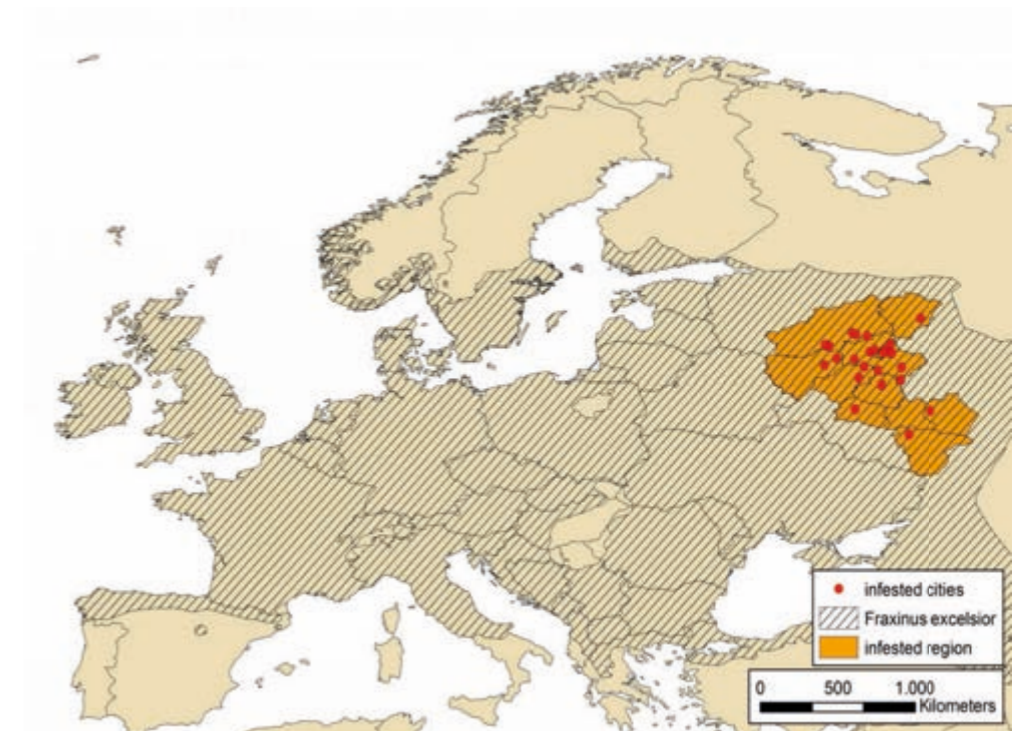 infested cities
Fraxinus excelsior
infested region
0 500 1.000
Kilometers